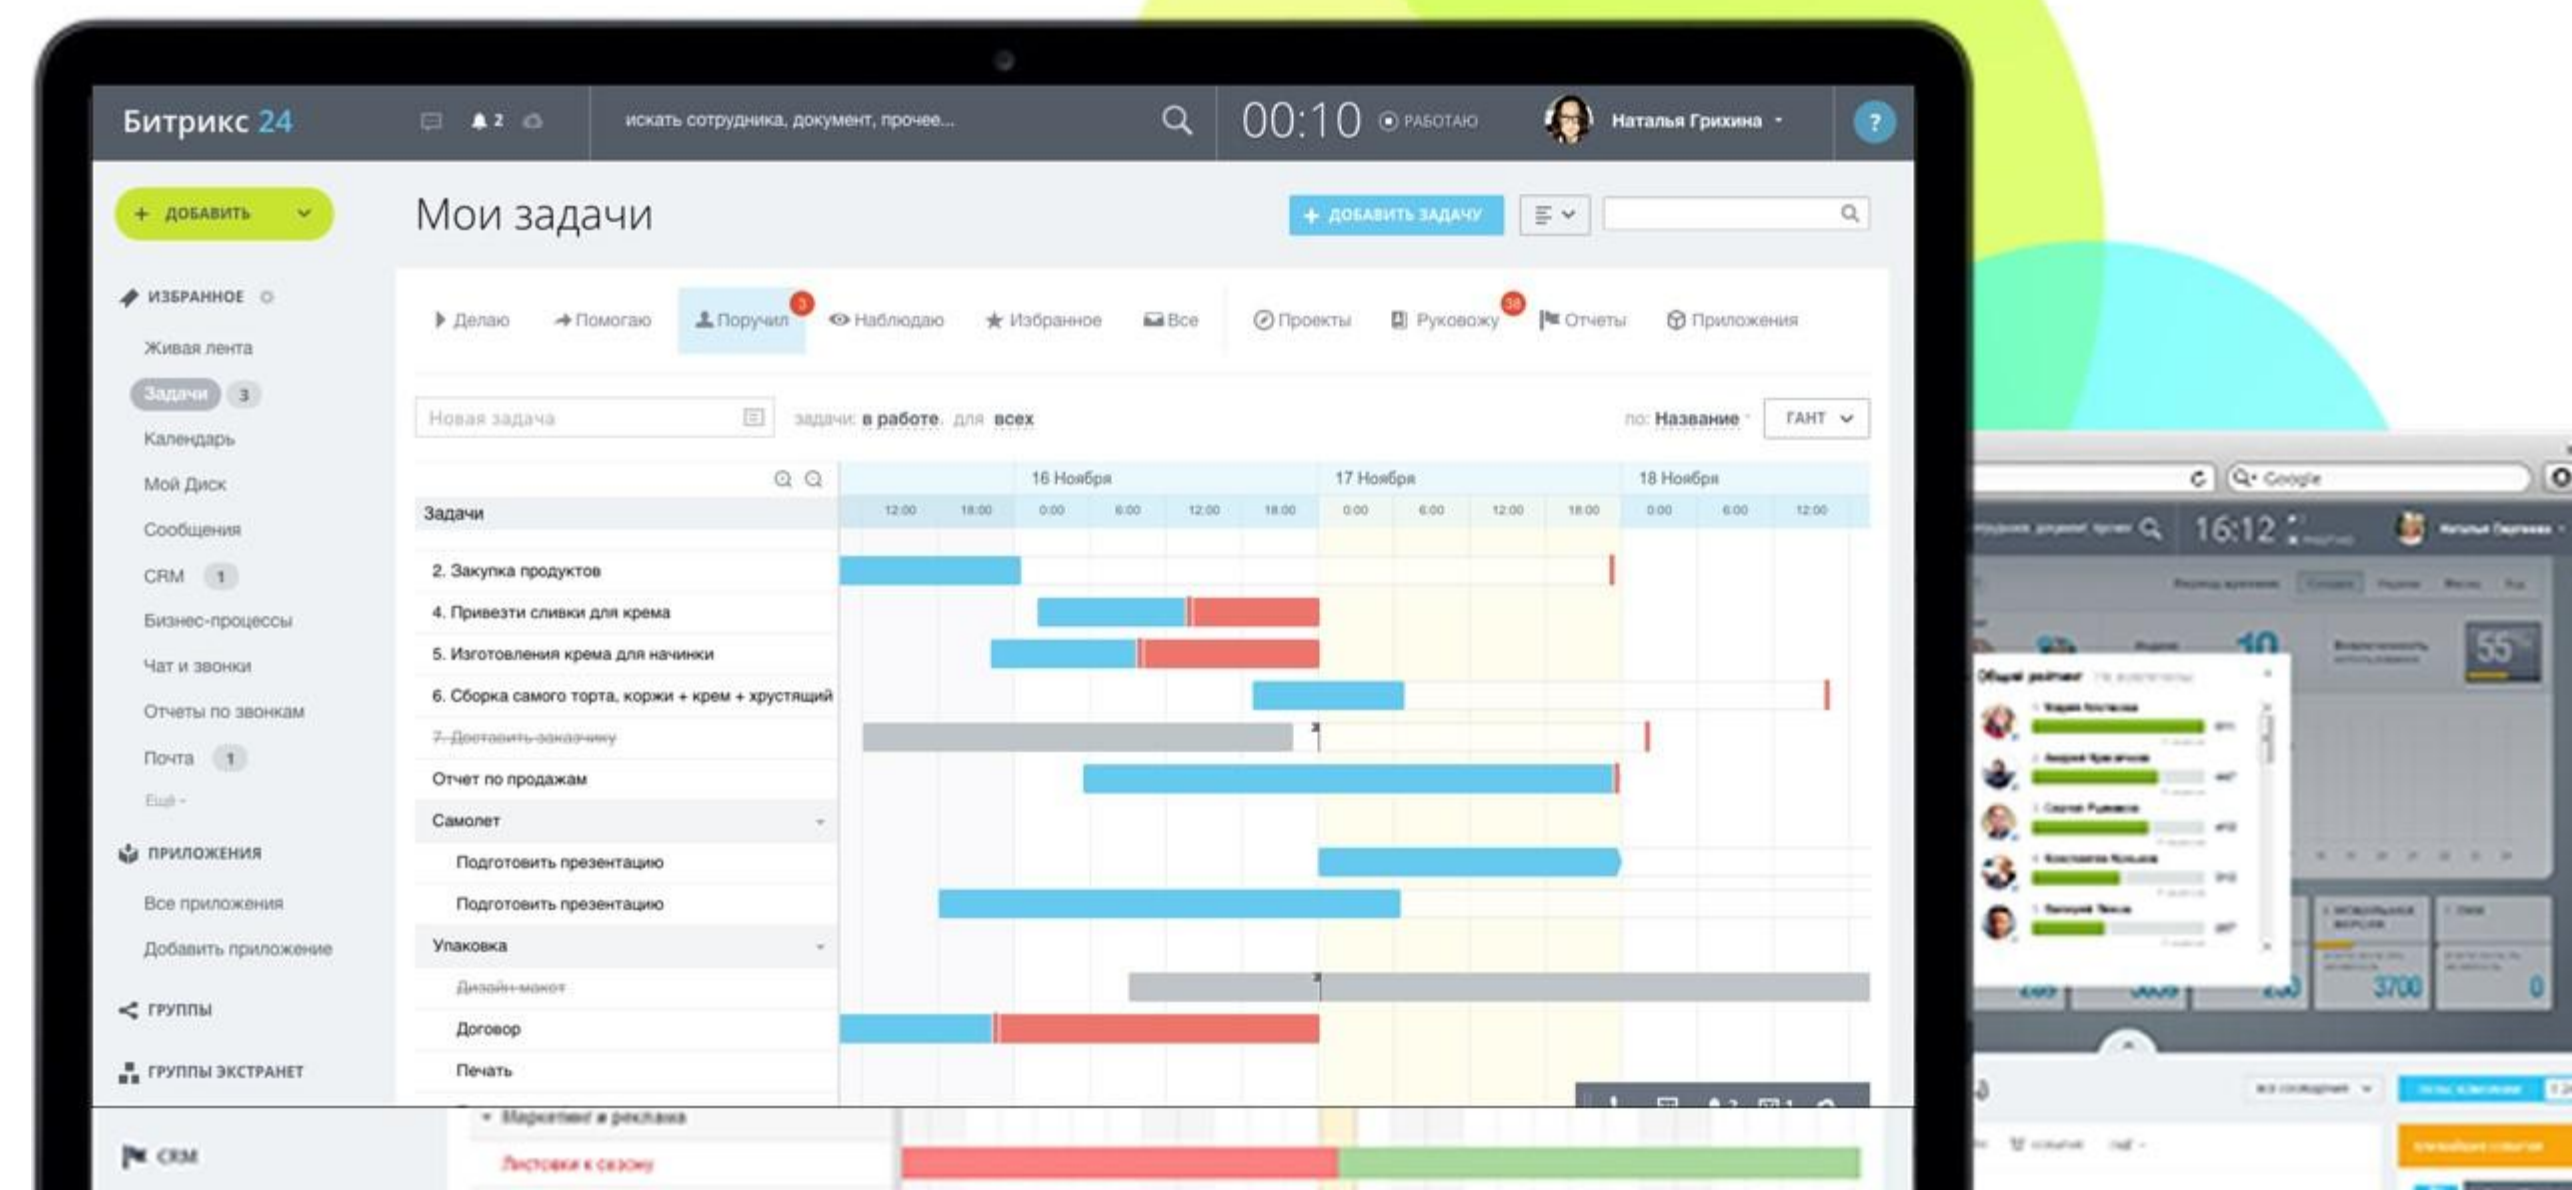 Битрикс 24
2
искать сотрудника, документ, прочее...
00:10 РАБОТАЮ
Наталья Грихина
?
+ ДОБАВИТЬ
Мои задачи
+ ДОБАВИТЬ ЗАДАЧУ
ИЗБРАННОЕ
Живая лента
Задачи 3
Календарь
Мой Диск
Сообщения
CRM 1
Бизнес-процессы
Чат и звонки
Отчеты по звонкам
Почта 1
Ещё
ПРИЛОЖЕНИЯ
Все приложения
Добавить приложение
ГРУППЫ
ГРУППЫ ЭКСТРАНЕТ
CRM
Делаю Помогаю Поручил 3 Наблюдаю Избранное Все Проекты Руковожу 38 Отчеты Приложения
Новая задача
задачи: в работе, для всех
по: Название
ГАНТ
16 Ноября 17 Ноября 18 Ноября
Задачи
12:00 18:00 0:00 6:00 12:00 18:00 0:00 6:00 12:00 18:00 0:00 6:00 12:00
2. Закупка продуктов
4. Привезти сливки для крема
5. Изготовления крема для начинки
6. Сборка самого торта, коржи + крем + хрустящий
7. Доставить заказчику
Отчет по продажам
Самолет
Подготовить презентацию
Подготовить презентацию
Упаковка
Дизайн-макет
Договор
Печать
Маркетинг и реклама
Листовки к сезону
Google
16:12
10
55
Общий рейтинг
3700
0